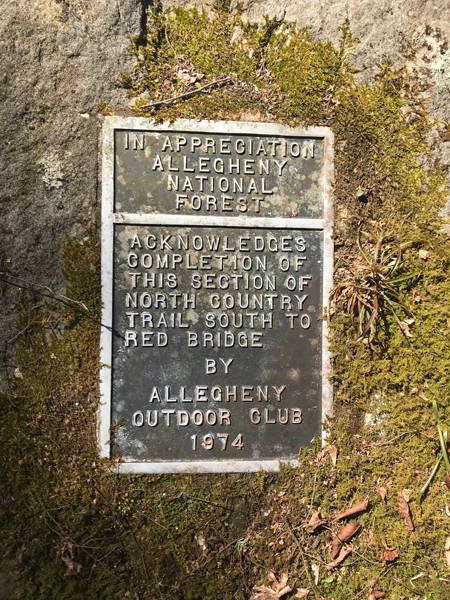 IN APPRECIATION
ALLEGHENY
NATIONAL
FOREST
ACKNOWLEDGES
COMPLETION OF
THIS SECTION OF
NORTH COUNTRY
TRAIL SOUTH TO
RED BRIDGE
BY
ALLEGHENY
OUTDOOR CLUB
1974